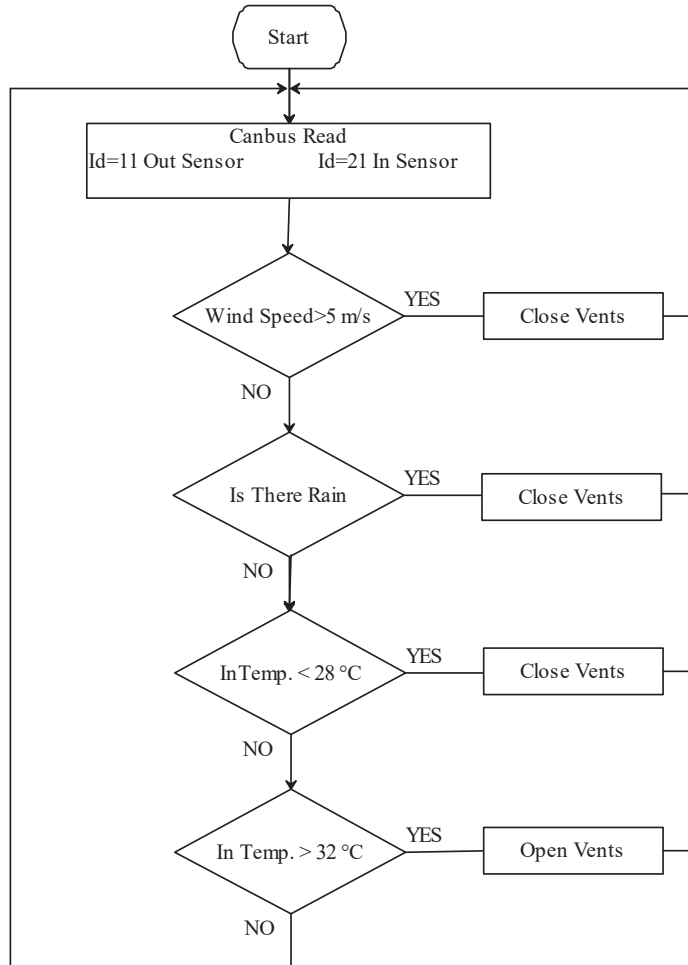 Start
Canbus Read
Id=11 Out Sensor Id=21 In Sensor
Wind Speed>5 m/s
YES
Close Vents
NO
Is There Rain
YES
Close Vents
NO
InTemp. < 28 °C
YES
Close Vents
NO
In Temp. > 32 °C
YES
Open Vents
NO